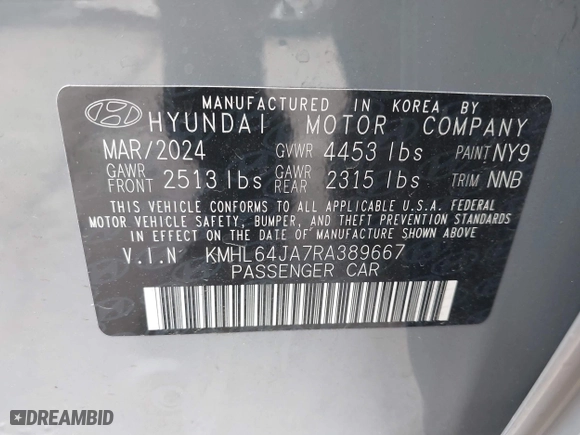 MANUFACTURED IN KOREA BY
HYUNDAI MOTOR COMPANY
MAR/2024 GVWR 4453 lbs PAINT NY9
GAWR FRONT 2513 lbs GAWR REAR 2315 lbs TRIM NNB
THIS VEHICLE CONFORMS TO ALL APPLICABLE U.S.A. FEDERAL
MOTOR VEHICLE SAFETY, BUMPER, AND THEFT PREVENTION STANDARDS
IN EFFECT ON THE DATE OF MANUFACTURE SHOWN ABOVE.
V.I.N KMHL64JA7RA389667
PASSENGER CAR
DREAMBID